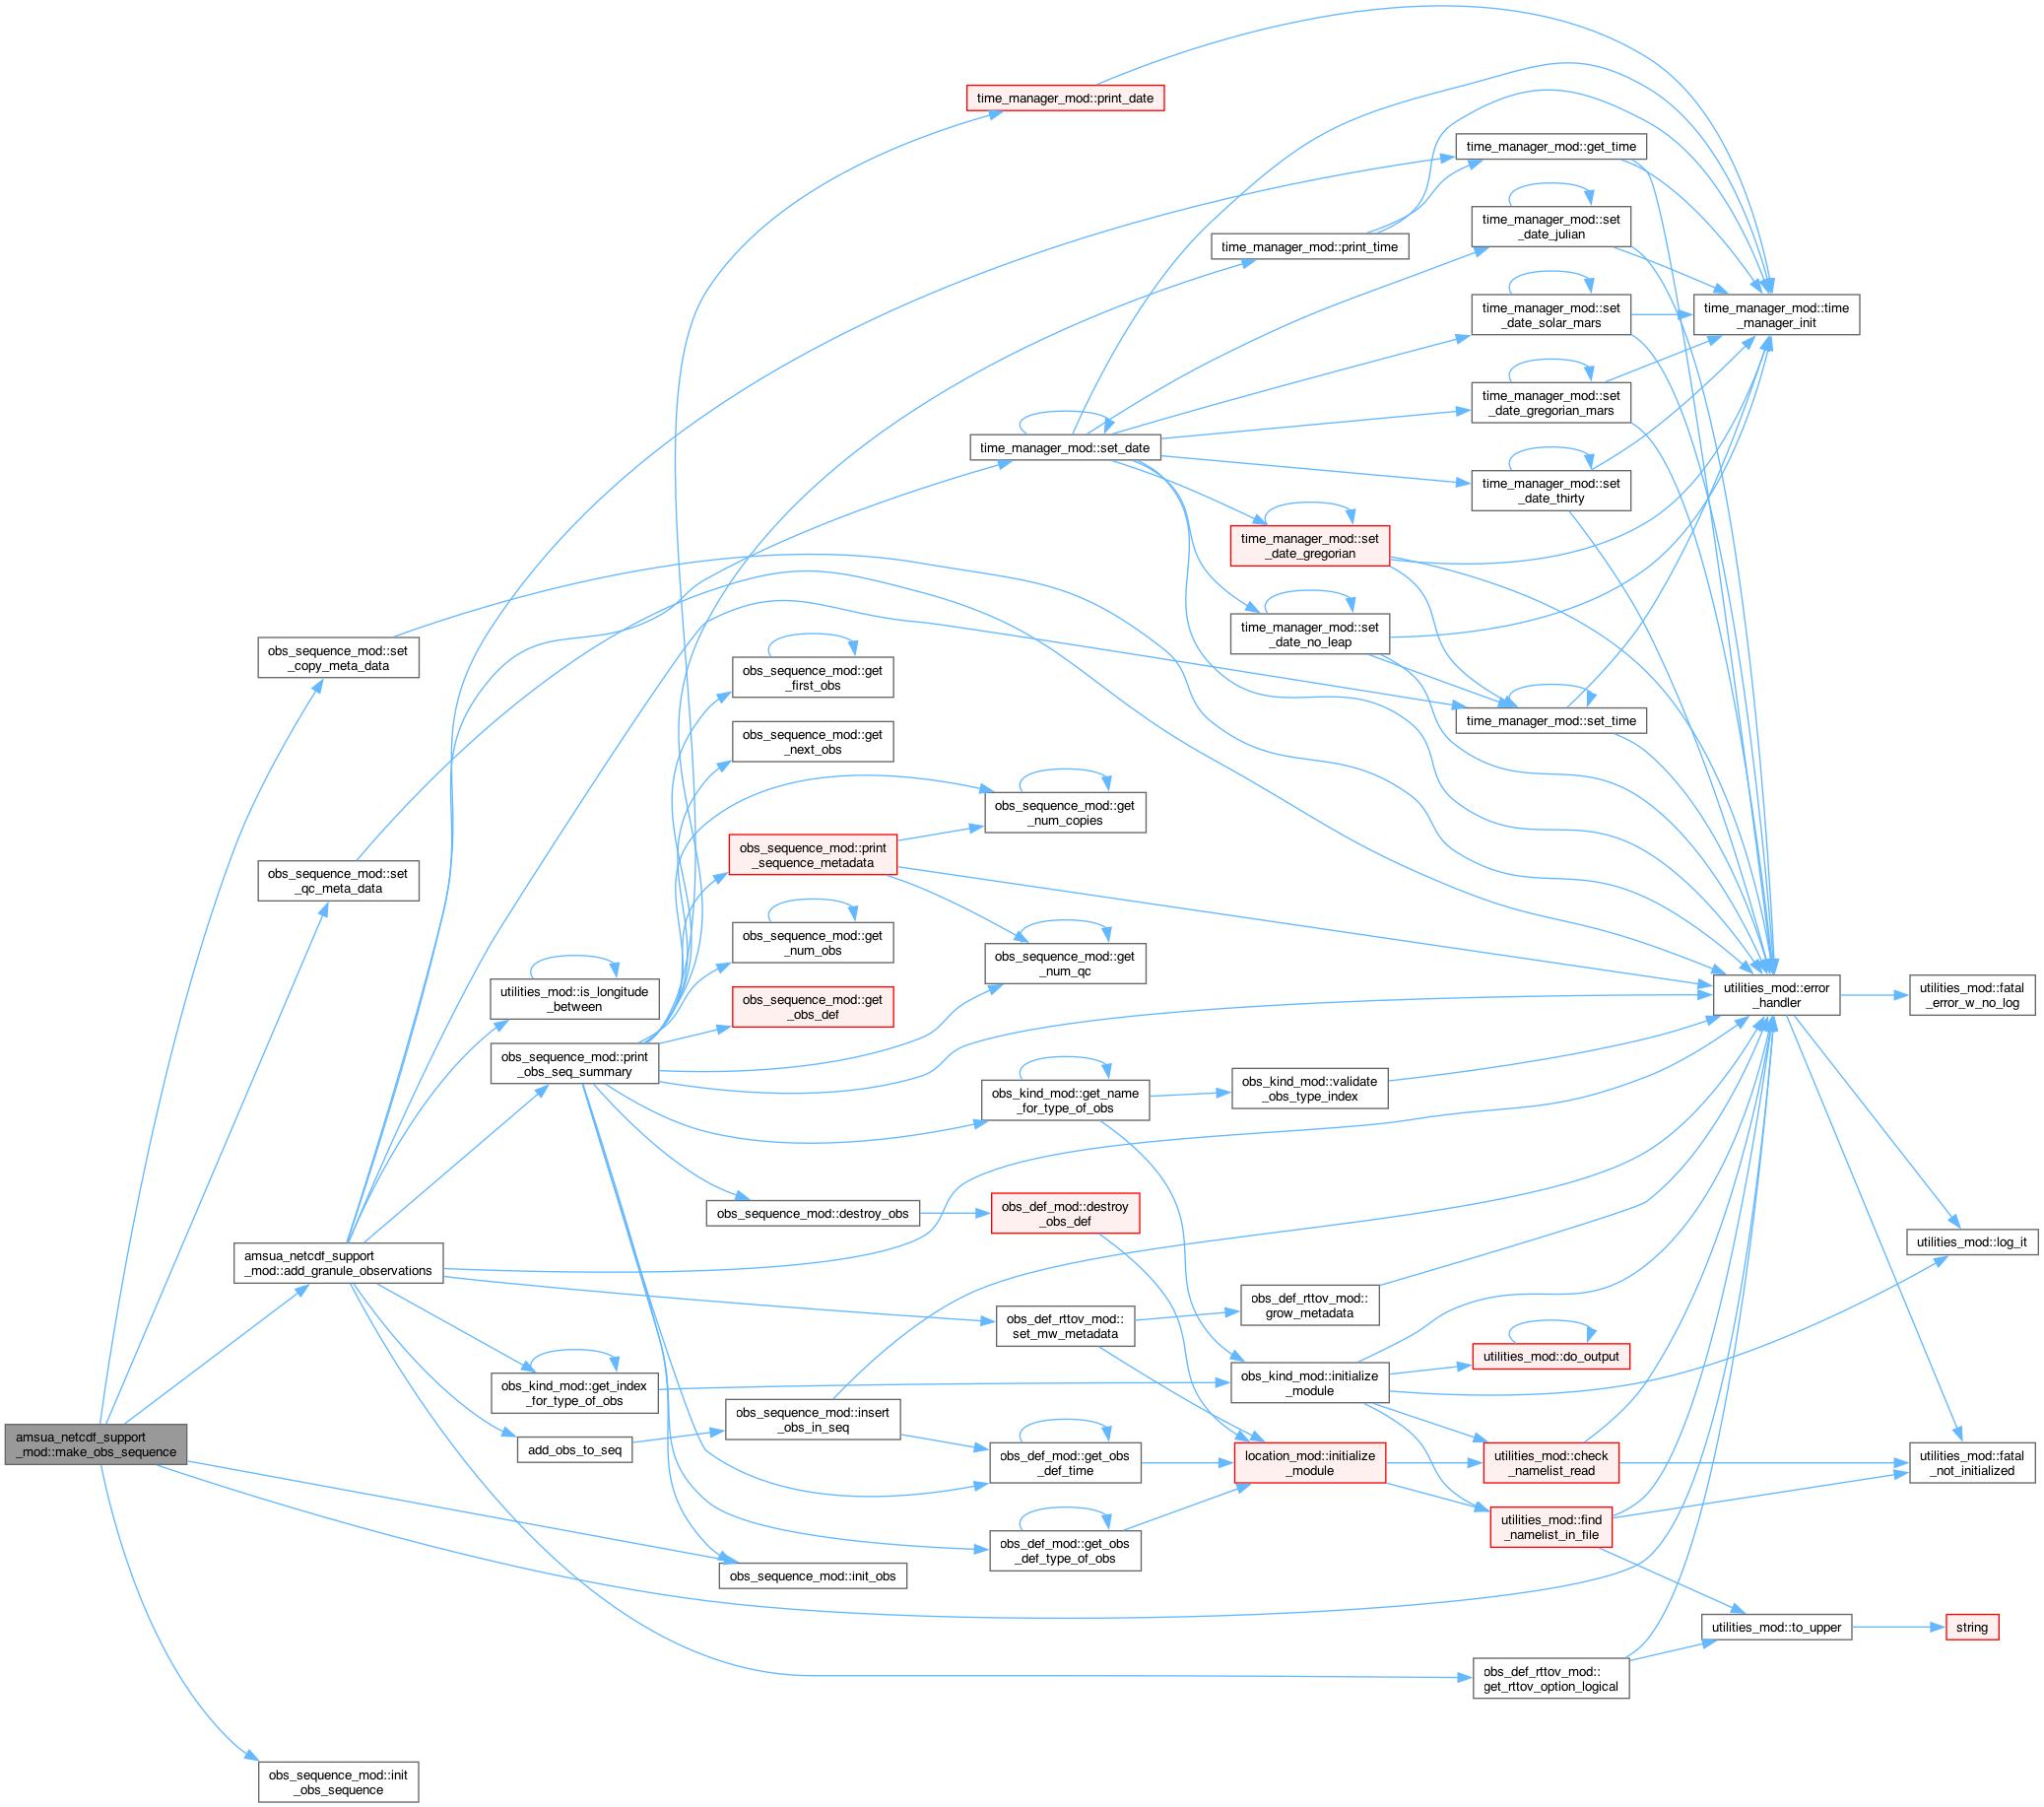 time_manager_mod::print_date
time_manager_mod::get_time
time_manager_mod::set
_date_julian
time_manager_mod::print_time
time_manager_mod::set
_date_solar_mars
time_manager_mod::time
_manager_init
time_manager_mod::set
_date_gregorian_mars
time_manager_mod::set_date
time_manager_mod::set
_date_thirty
time_manager_mod::set
_date_gregorian
time_manager_mod::set
_date_no_leap
obs_sequence_mod::set
_copy_meta_data
obs_sequence_mod::get
_first_obs
time_manager_mod::set_time
obs_sequence_mod::get
_next_obs
obs_sequence_mod::get
_num_copies
obs_sequence_mod::print
_sequence_metadata
obs_sequence_mod::set
_qc_meta_data
obs_sequence_mod::get
_num_obs
obs_sequence_mod::get
_num_qc
utilities_mod::is_longitude
_between
obs_sequence_mod::get
_obs_def
utilities_mod::error
_handler
utilities_mod::fatal
_error_w_no_log
obs_sequence_mod::print
_obs_seq_summary
obs_kind_mod::get_name
_for_type_of_obs
obs_kind_mod::validate
_obs_type_index
obs_sequence_mod::destroy_obs
obs_def_mod::destroy
_obs_def
utilities_mod::log_it
amsua_netcdf_support
_mod::add_granule_observations
obs_def_rttov_mod::
set_mw_metadata
obs_def_rttov_mod::
grow_metadata
utilities_mod::do_output
obs_kind_mod::get_index
_for_type_of_obs
obs_kind_mod::initialize
_module
obs_sequence_mod::insert
_obs_in_seq
amsua_netcdf_support
_mod::make_obs_sequence
add_obs_to_seq
obs_def_mod::get_obs
_def_time
location_mod::initialize
_module
utilities_mod::check
_namelist_read
utilities_mod::fatal
_not_initialized
utilities_mod::find
_namelist_in_file
obs_def_mod::get_obs
_def_type_of_obs
obs_sequence_mod::init_obs
utilities_mod::to_upper
string
obs_def_rttov_mod::
get_rttov_option_logical
obs_sequence_mod::init
_obs_sequence